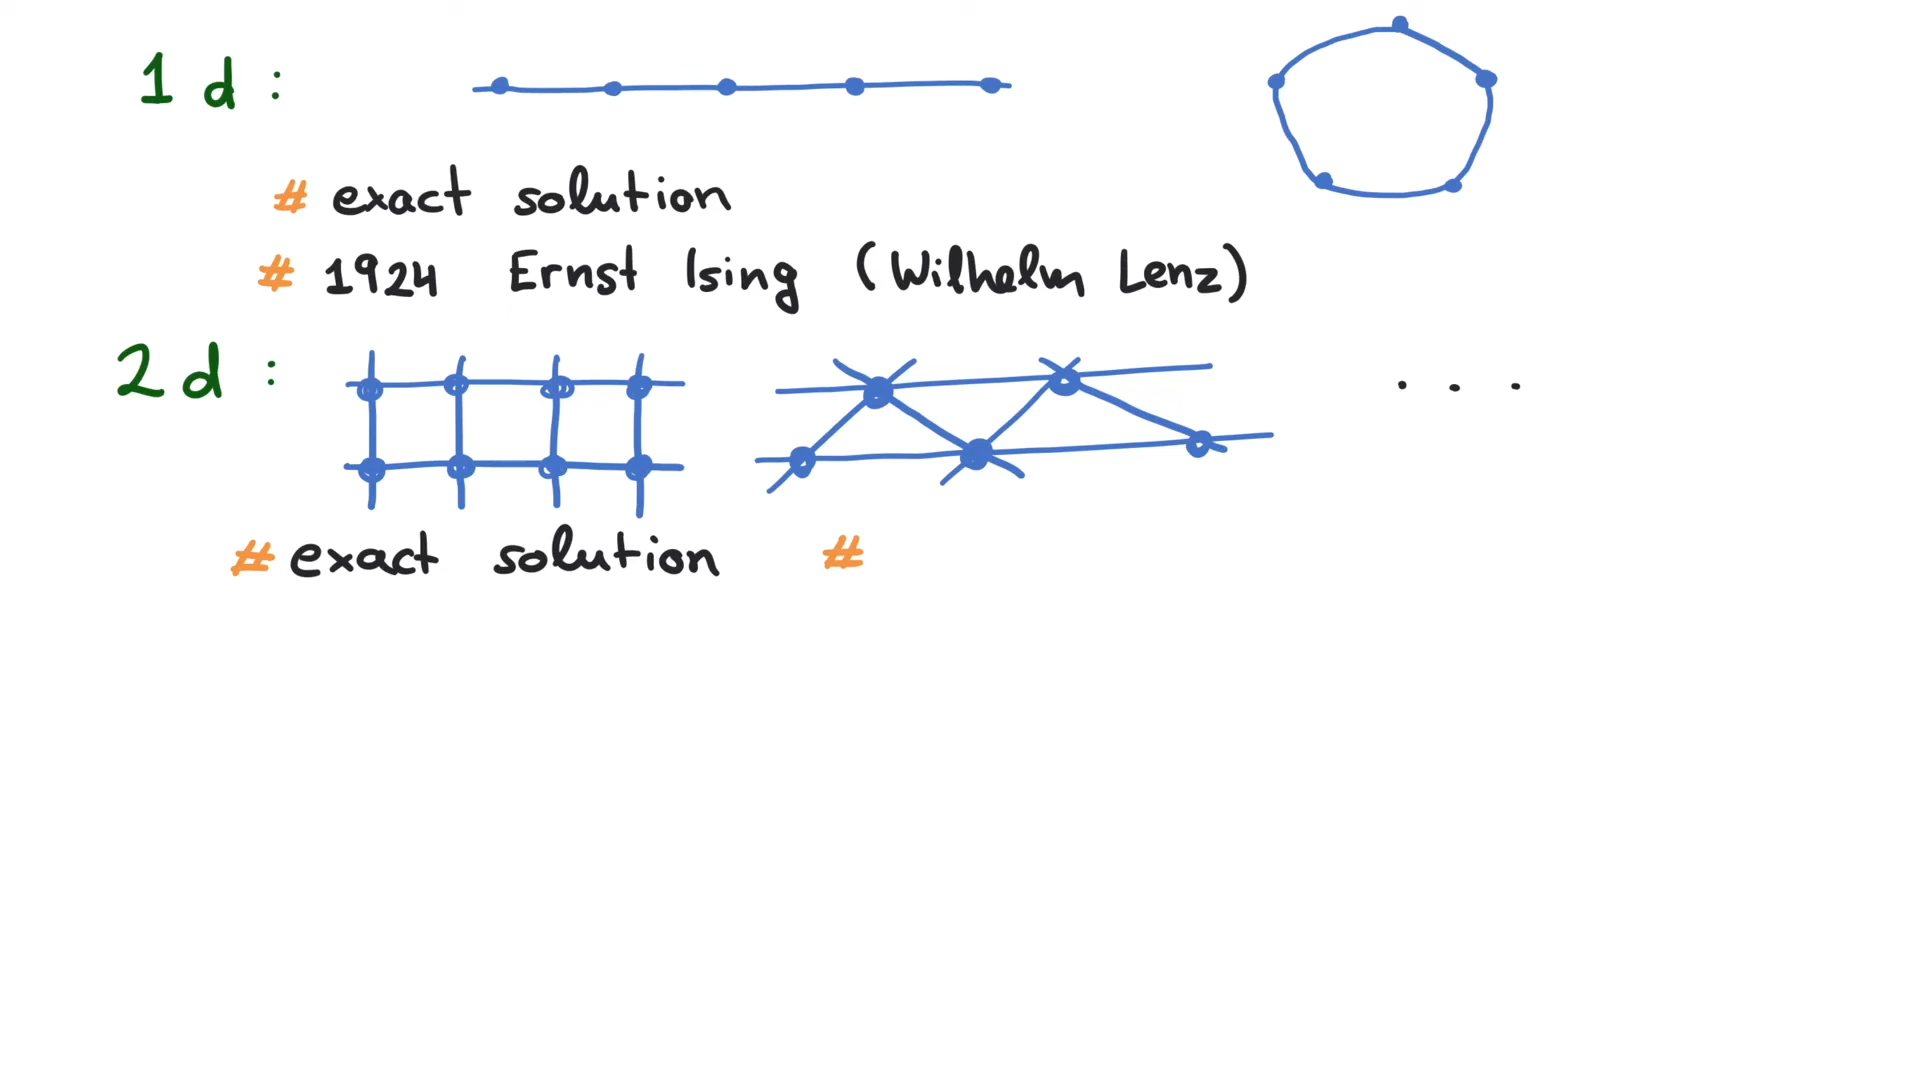 1 d :
# exact solution
# 1924 Ernst Ising (Wilhelm Lenz)
2 d : . . .
# exact solution #